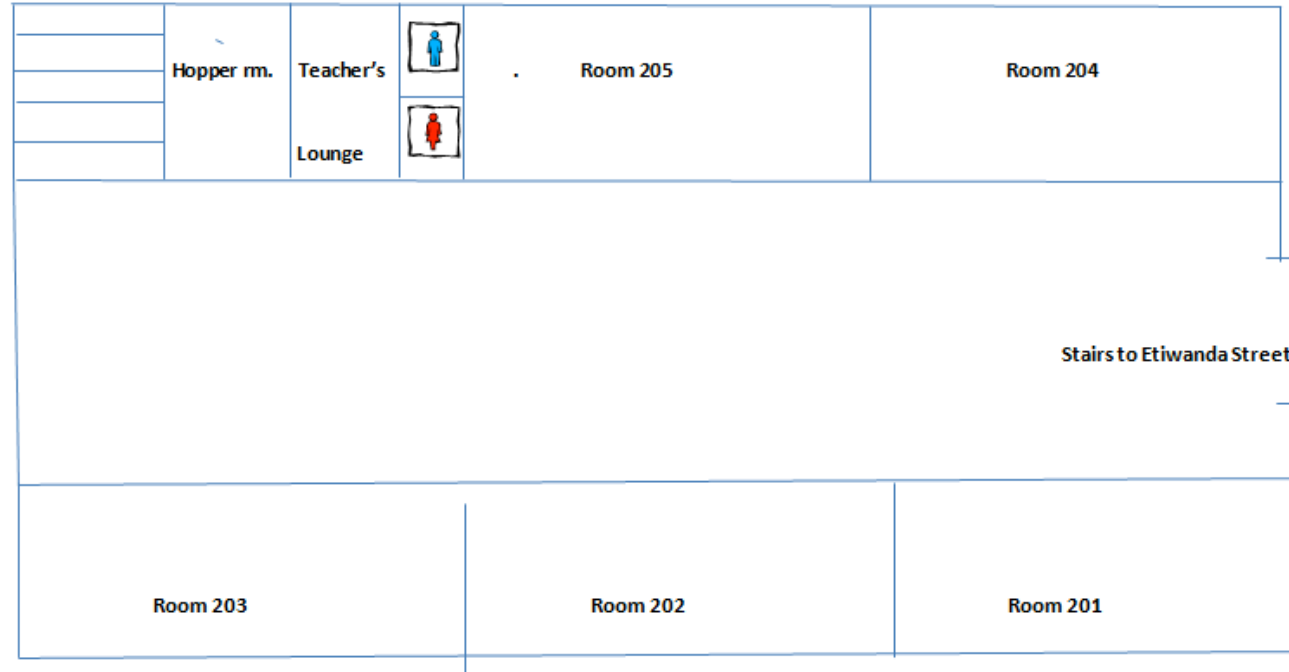 Hopper rm.
Teacher's
Lounge
Room 205
Room 204
Stairs to Etiwanda Street
Room 203
Room 202
Room 201